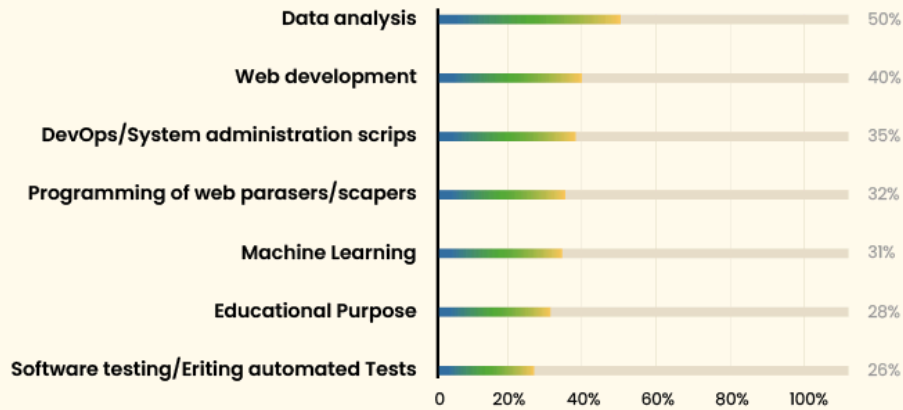 Data analysis 50%
Web development 40%
DevOps/System administration scrips 35%
Programming of web parasers/scapers 32%
Machine Learning 31%
Educational Purpose 28%
Software testing/Eriting automated Tests 26%
0 20% 40% 60% 80% 100%